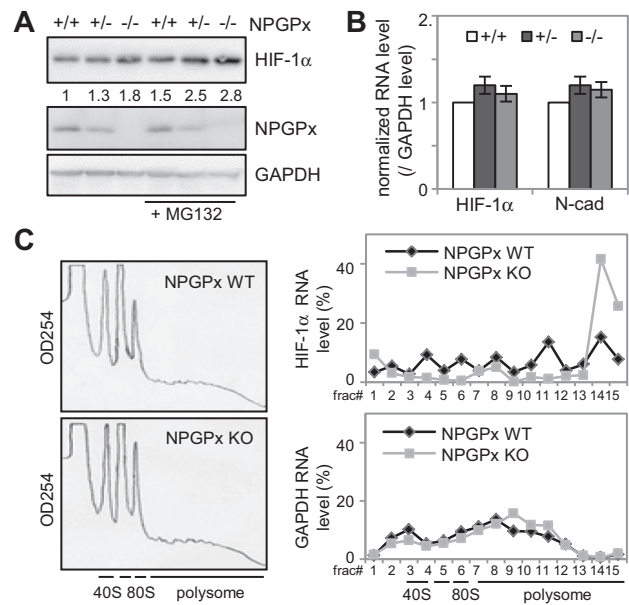 A
+/+ +/- -/- +/+ +/- -/- NPGPx
HIF-1α
1 1.3 1.8 1.5 2.5 2.8
NPGPx
GAPDH
+ MG132
B
normalized RNA level
(/ GAPDH level)
2.
1
0
+/+ +/- -/-
HIF-1α N-cad
C
OD254
NPGPx WT
OD254
NPGPx KO
40S 80S polysome
HIF-1α RNA
level (%)
40
20
0
NPGPx WT
NPGPx KO
frac# 1 2 3 4 5 6 7 8 9 10 11 12 13 14 15
GAPDH RNA
level (%)
40
20
0
NPGPx WT
NPGPx KO
frac# 1 2 3 4 5 6 7 8 9 10 11 12 13 14 15
40S 80S polysome